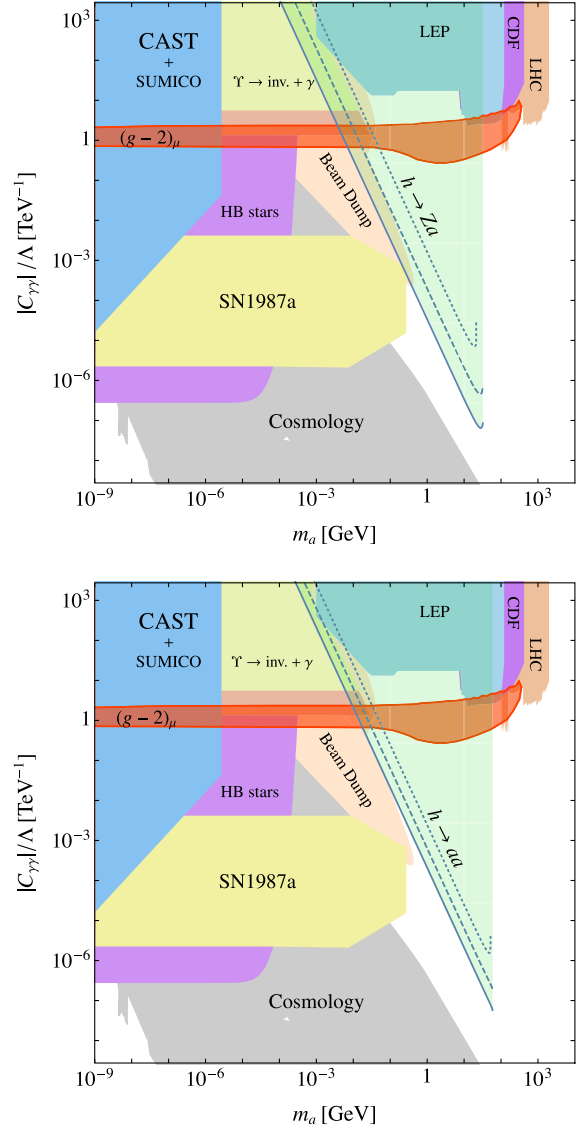 10³
1
10⁻³
10⁻⁶
|C_γγ|/Λ [TeV⁻¹]
CAST
+
SUMICO
ϒ → inv. + γ
LEP
CDF
LHC
(g − 2)_μ
HB stars
Beam Dump
h → Za
SN1987a
Cosmology
10⁻⁹ 10⁻⁶ 10⁻³ 1 10³
m_a [GeV]
10³
1
10⁻³
10⁻⁶
|C_γγ|/Λ [TeV⁻¹]
CAST
+
SUMICO
ϒ → inv. + γ
LEP
CDF
LHC
(g − 2)_μ
HB stars
Beam Dump
h → aa
SN1987a
Cosmology
10⁻⁹ 10⁻⁶ 10⁻³ 1 10³
m_a [GeV]